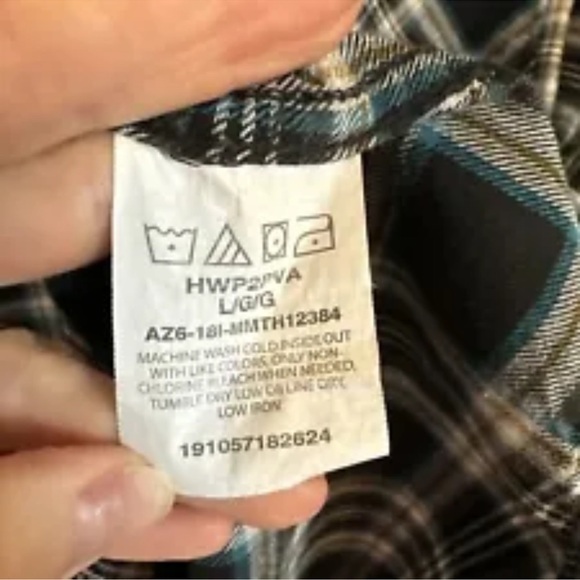 HWP2PVA
L/G/G
AZ6-18I-MMTH12384
MACHINE WASH COLD INSIDE OUT
WITH LIKE COLORS, ONLY NON-
CHLORINE BLEACH WHEN NEEDED,
TUMBLE DRY LOW OR LINE DRY,
LOW IRON
191057182624